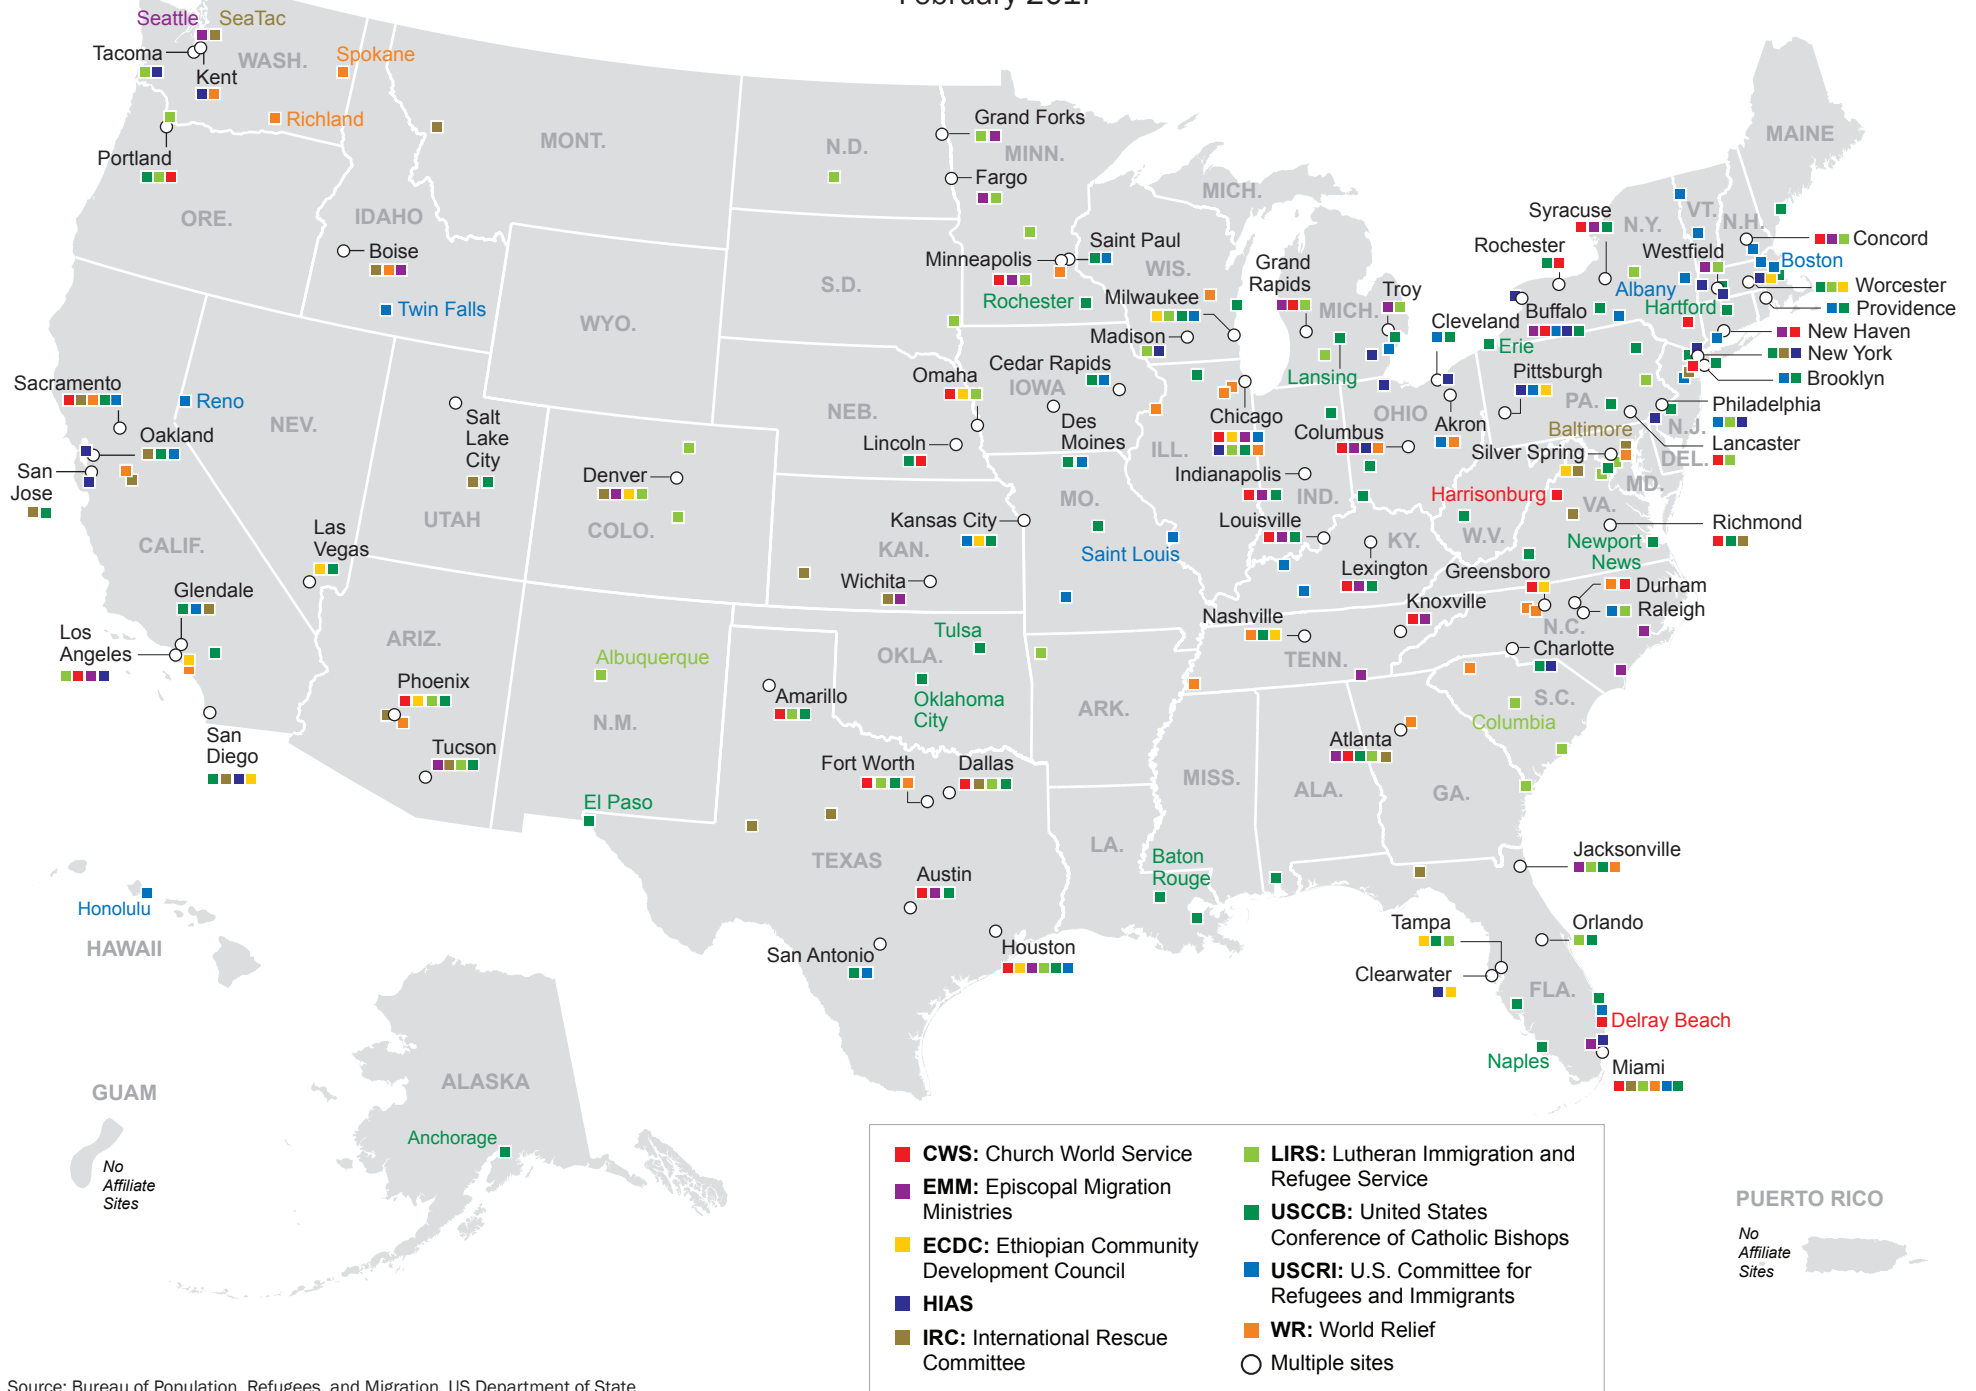 February 2017
Seattle
SeaTac
Tacoma
WASH.
Spokane
Kent
Richland
Portland
ORE.
IDAHO
Boise
Twin Falls
MONT.
N.D.
Grand Forks
MINN.
Fargo
MICH.
S.D.
Minneapolis
Saint Paul
WIS.
Rochester
Milwaukee
Madison
Grand
Rapids
MICH.
Troy
Lansing
Cleveland
Syracuse
N.Y.
Rochester
VT.
N.H.
MAINE
Westfield
Concord
Boston
Albany
Worcester
Hartford
Providence
Buffalo
New Haven
Erie
New York
Brooklyn
Pittsburgh
PA.
Philadelphia
N.J.
Lancaster
Baltimore
Silver Spring
DEL.
MD.
Akron
OHIO
Columbus
Harrisonburg
VA.
Richmond
W.V.
Newport
News
Sacramento
Reno
NEV.
Oakland
San
Jose
CALIF.
Salt
Lake
City
UTAH
WYO.
Denver
COLO.
Las
Vegas
Glendale
Los
Angeles
San
Diego
ARIZ.
Phoenix
Tucson
Albuquerque
N.M.
El Paso
NEB.
Omaha
Lincoln
Cedar Rapids
IOWA
Des
Moines
Chicago
ILL.
Indianapolis
IND.
Kansas City
KAN.
MO.
Wichita
Saint Louis
Louisville
KY.
Lexington
Greensboro
Durham
Raleigh
N.C.
Nashville
Knoxville
TENN.
Charlotte
S.C.
Columbia
Tulsa
OKLA.
Oklahoma
City
Amarillo
ARK.
Fort Worth
Dallas
TEXAS
Austin
San Antonio
Houston
LA.
MISS.
ALA.
Atlanta
GA.
Baton
Rouge
Jacksonville
Orlando
Tampa
Clearwater
FLA.
Delray Beach
Naples
Miami
Honolulu
HAWAII
GUAM
No
Affiliate
Sites
ALASKA
Anchorage
PUERTO RICO
No
Affiliate
Sites
CWS: Church World Service
EMM: Episcopal Migration
Ministries
ECDC: Ethiopian Community
Development Council
HIAS
IRC: International Rescue
Committee
LIRS: Lutheran Immigration and
Refugee Service
USCCB: United States
Conference of Catholic Bishops
USCRI: U.S. Committee for
Refugees and Immigrants
WR: World Relief
Multiple sites
Source: Bureau of Population, Refugees, and Migration, US Department of State